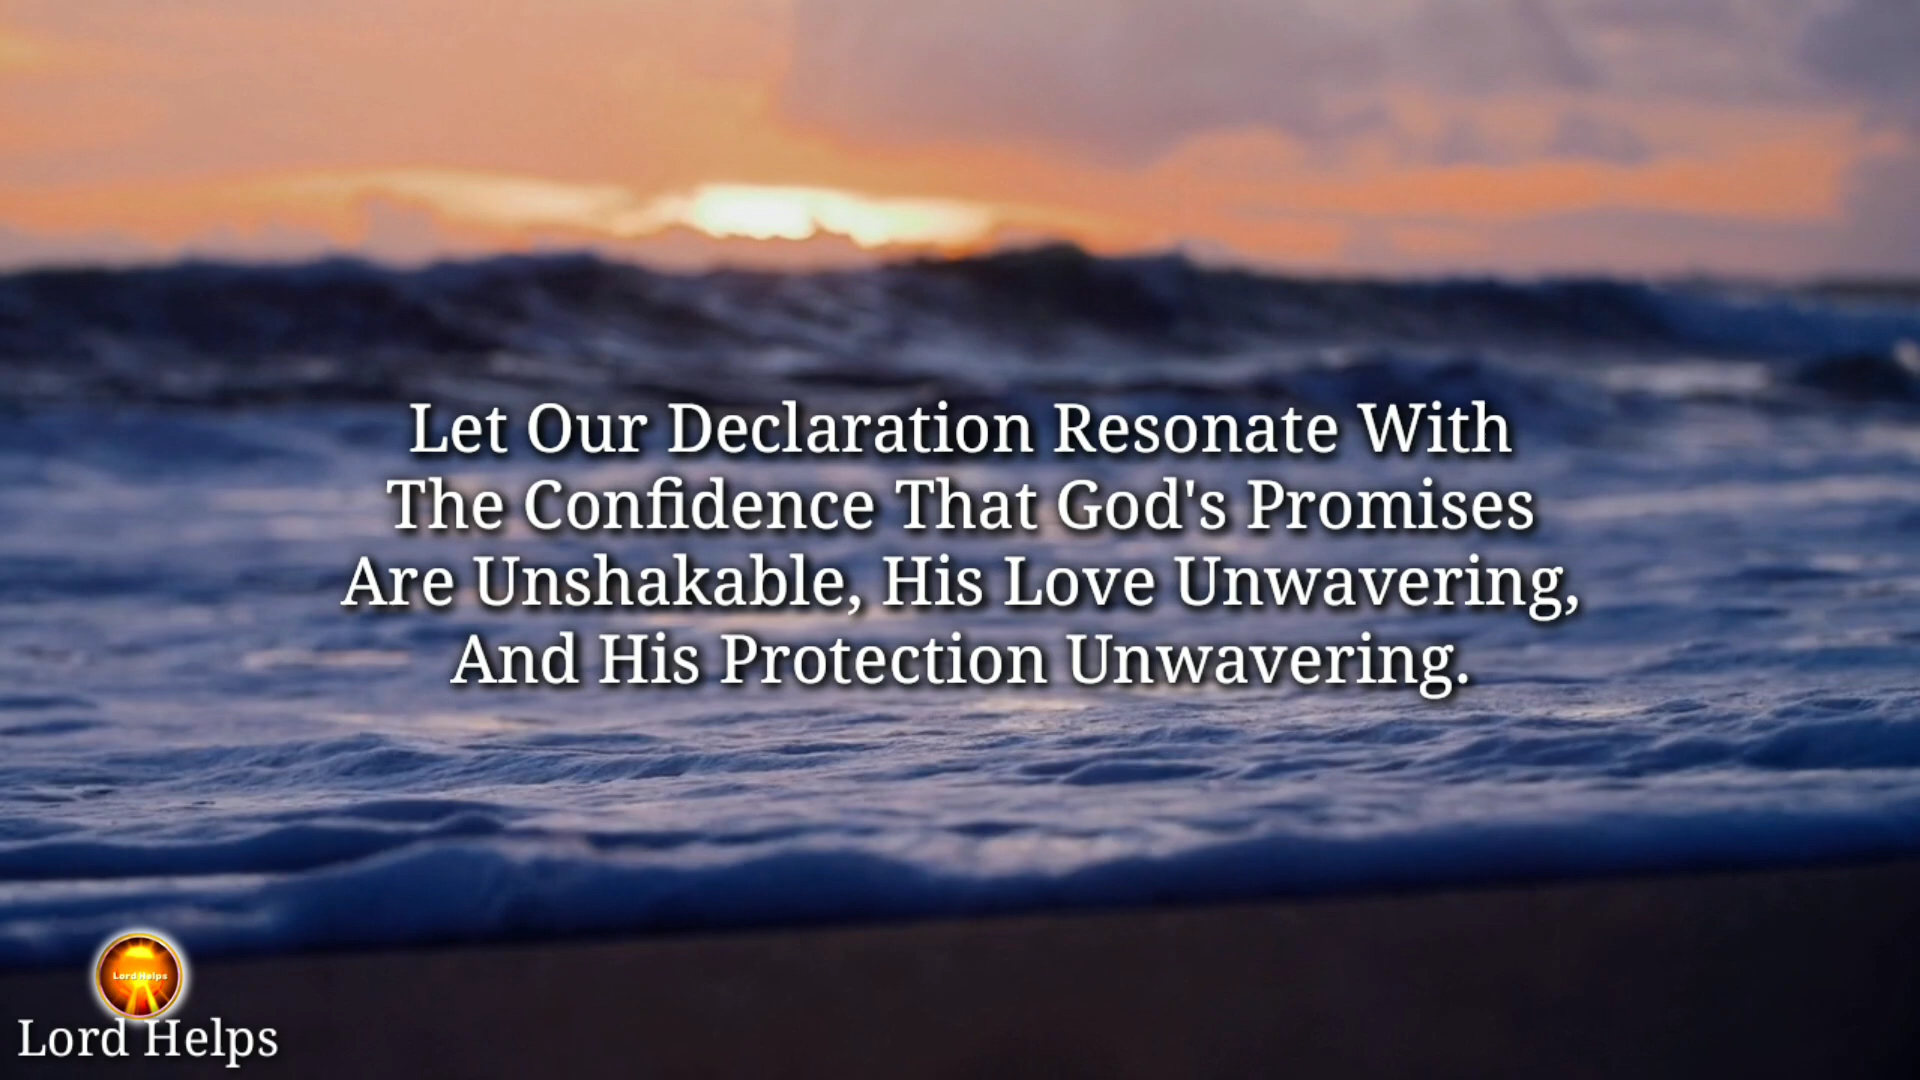 Let Our Declaration Resonate With
The Confidence That God's Promises
Are Unshakable, His Love Unwavering,
And His Protection Unwavering.
Lord Helps
Lord Helps